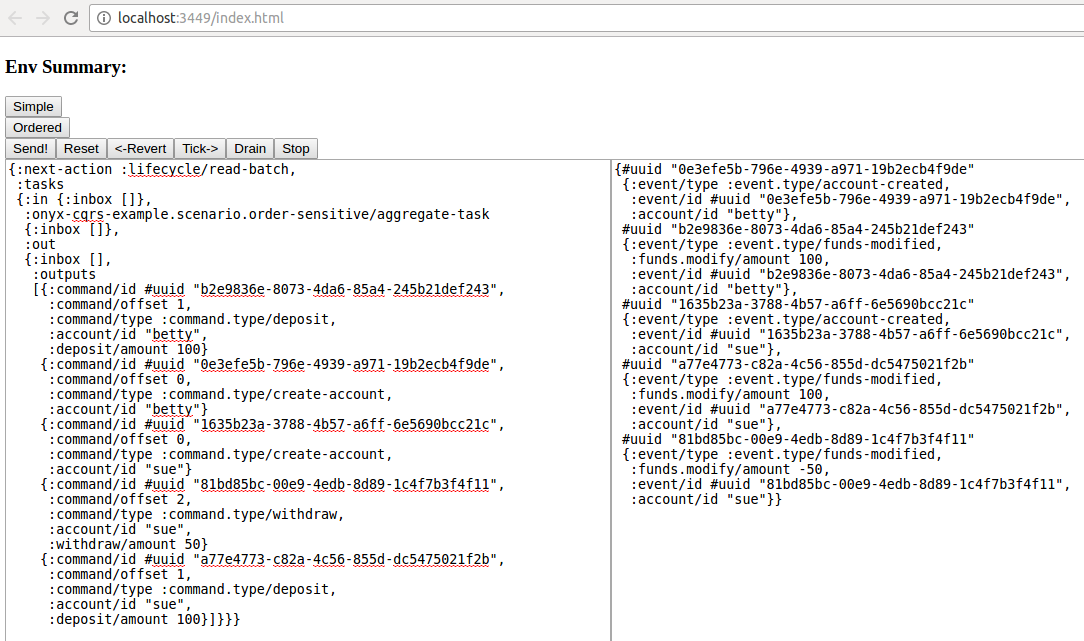 localhost:3449/index.html
Env Summary:
Simple
Ordered
Send! Reset <-Revert Tick-> Drain Stop
{:next-action :lifecycle/read-batch,
 :tasks
 {:in {:inbox []},
  :onyx-cqrs-example.scenario.order-sensitive/aggregate-task
  {:inbox []},
  :out
  {:inbox [],
   :outputs
   [{:command/id #uuid "b2e9836e-8073-4da6-85a4-245b21def243",
     :command/offset 1,
     :command/type :command.type/deposit,
     :account/id "betty",
     :deposit/amount 100}
    {:command/id #uuid "0e3efe5b-796e-4939-a971-19b2ecb4f9de",
     :command/offset 0,
     :command/type :command.type/create-account,
     :account/id "betty"}
    {:command/id #uuid "1635b23a-3788-4b57-a6ff-6e5690bcc21c",
     :command/offset 0,
     :command/type :command.type/create-account,
     :account/id "sue"}
    {:command/id #uuid "81bd85bc-00e9-4edb-8d89-1c4f7b3f4f11",
     :command/offset 2,
     :command/type :command.type/withdraw,
     :account/id "sue",
     :withdraw/amount 50}
    {:command/id #uuid "a77e4773-c82a-4c56-855d-dc5475021f2b",
     :command/offset 1,
     :command/type :command.type/deposit,
     :account/id "sue",
     :deposit/amount 100}]}}}
{#uuid "0e3efe5b-796e-4939-a971-19b2ecb4f9de"
 {:event/type :event.type/account-created,
  :event/id #uuid "0e3efe5b-796e-4939-a971-19b2ecb4f9de",
  :account/id "betty"},
 #uuid "b2e9836e-8073-4da6-85a4-245b21def243"
 {:event/type :event.type/funds-modified,
  :funds.modify/amount 100,
  :event/id #uuid "b2e9836e-8073-4da6-85a4-245b21def243",
  :account/id "betty"},
 #uuid "1635b23a-3788-4b57-a6ff-6e5690bcc21c"
 {:event/type :event.type/account-created,
  :event/id #uuid "1635b23a-3788-4b57-a6ff-6e5690bcc21c",
  :account/id "sue"},
 #uuid "a77e4773-c82a-4c56-855d-dc5475021f2b"
 {:event/type :event.type/funds-modified,
  :funds.modify/amount 100,
  :event/id #uuid "a77e4773-c82a-4c56-855d-dc5475021f2b",
  :account/id "sue"},
 #uuid "81bd85bc-00e9-4edb-8d89-1c4f7b3f4f11"
 {:event/type :event.type/funds-modified,
  :funds.modify/amount -50,
  :event/id #uuid "81bd85bc-00e9-4edb-8d89-1c4f7b3f4f11",
  :account/id "sue"}}